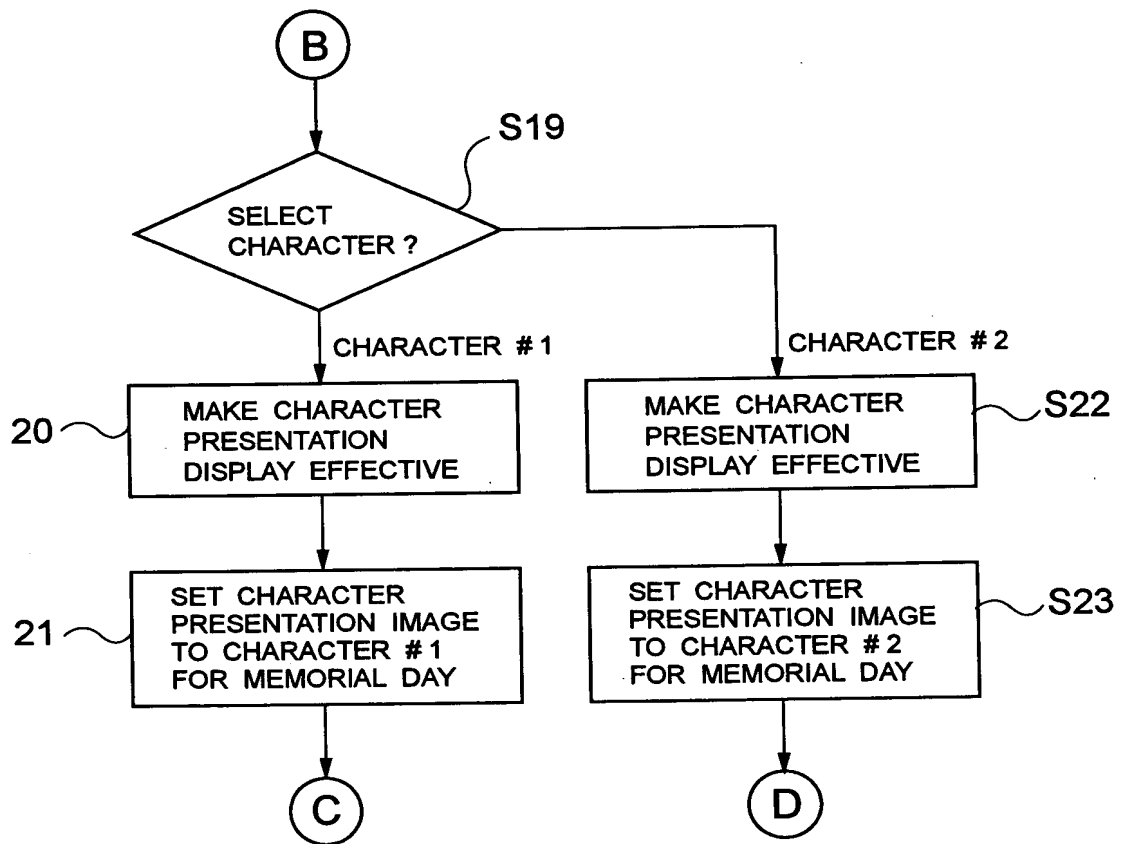 B
S19
SELECT
CHARACTER ?
CHARACTER # 1
CHARACTER # 2
20
MAKE CHARACTER
PRESENTATION
DISPLAY EFFECTIVE
MAKE CHARACTER
PRESENTATION
DISPLAY EFFECTIVE
S22
21
SET CHARACTER
PRESENTATION IMAGE
TO CHARACTER # 1
FOR MEMORIAL DAY
SET CHARACTER
PRESENTATION IMAGE
TO CHARACTER # 2
FOR MEMORIAL DAY
S23
C
D